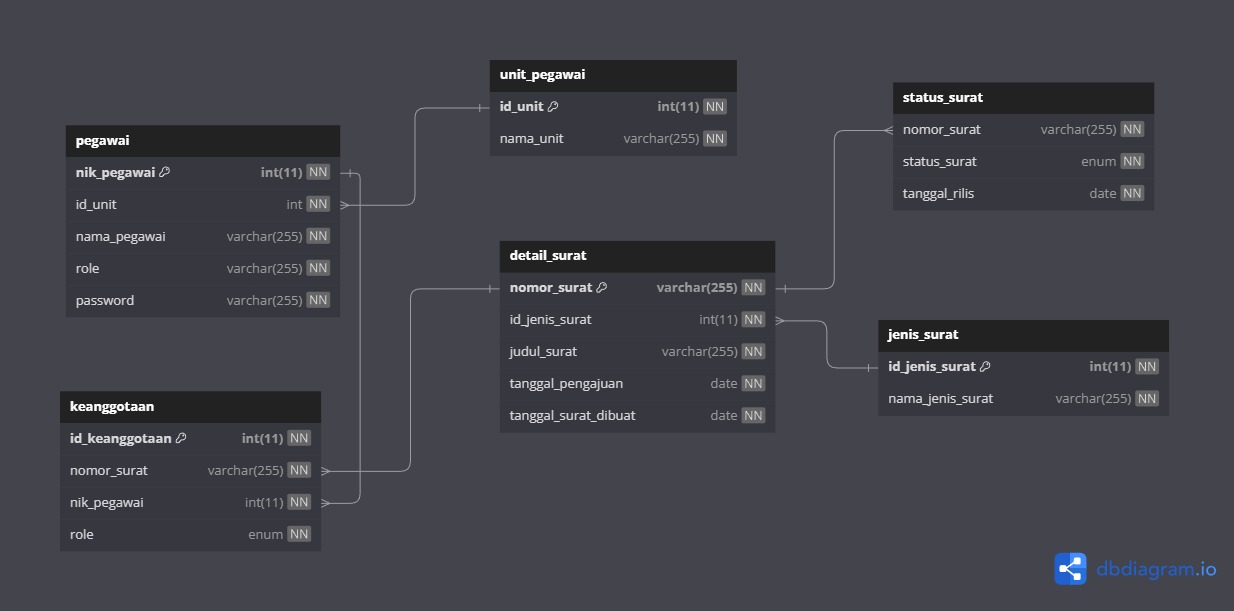 unit_pegawai
id_unit int(11) NN
nama_unit varchar(255) NN
status_surat
nomor_surat varchar(255) NN
status_surat enum NN
tanggal_rilis date NN
pegawai
nik_pegawai int(11) NN
id_unit int NN
nama_pegawai varchar(255) NN
role varchar(255) NN
password varchar(255) NN
detail_surat
nomor_surat varchar(255) NN
id_jenis_surat int(11) NN
judul_surat varchar(255) NN
tanggal_pengajuan date NN
tanggal_surat_dibuat date NN
jenis_surat
id_jenis_surat int(11) NN
nama_jenis_surat varchar(255) NN
keanggotaan
id_keanggotaan int(11) NN
nomor_surat varchar(255) NN
nik_pegawai int(11) NN
role enum NN
dbdiagram.io